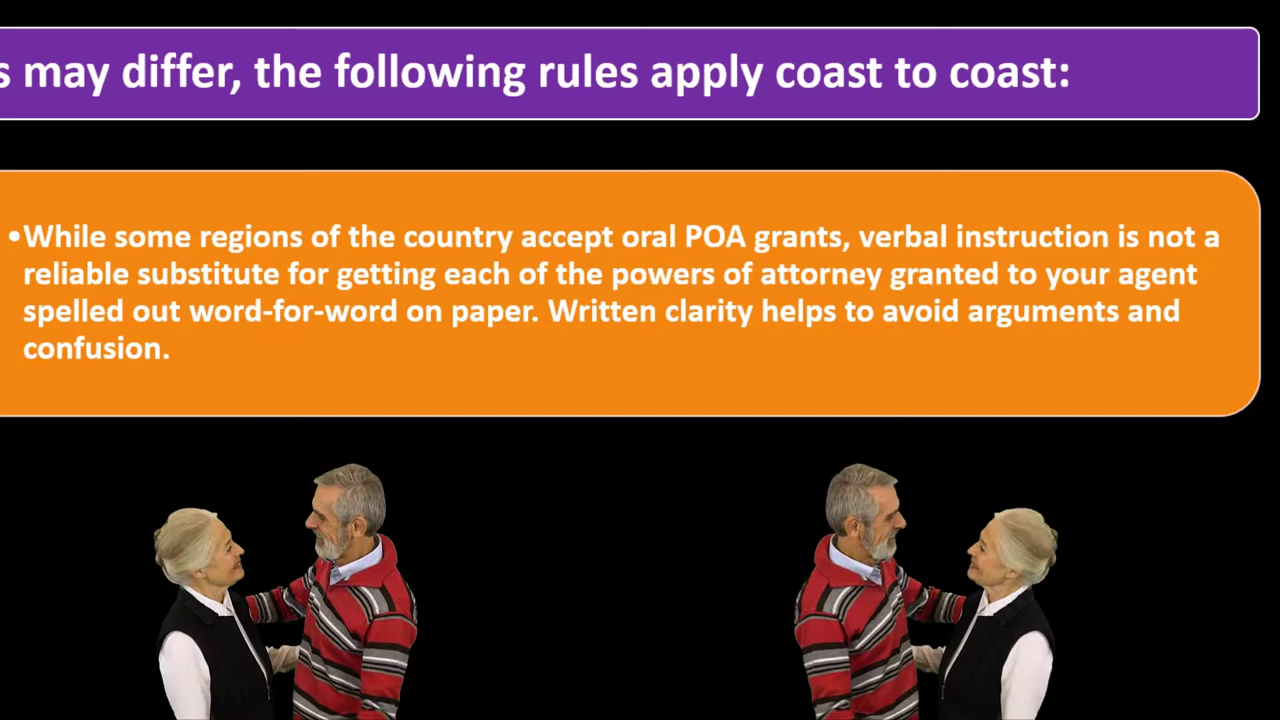 s may differ, the following rules apply coast to coast:
•While some regions of the country accept oral POA grants, verbal instruction is not a
reliable substitute for getting each of the powers of attorney granted to your agent
spelled out word-for-word on paper. Written clarity helps to avoid arguments and
confusion.